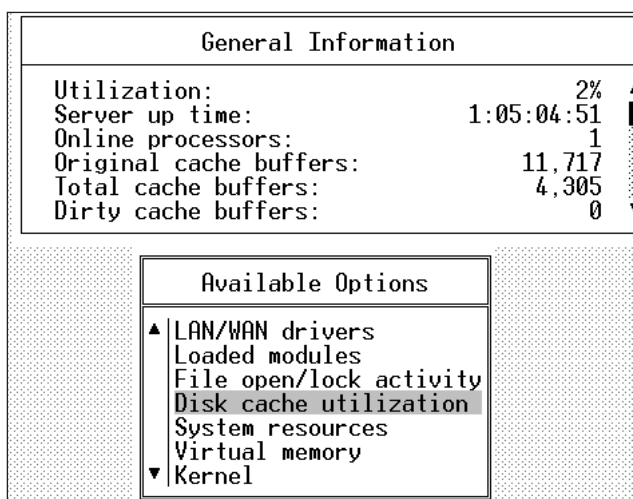 General Information
Utilization: 2%
Server up time: 1:05:04:51
Online processors: 1
Original cache buffers: 11,717
Total cache buffers: 4,305
Dirty cache buffers: 0
Available Options
LAN/WAN drivers
Loaded modules
File open/lock activity
Disk cache utilization
System resources
Virtual memory
Kernel